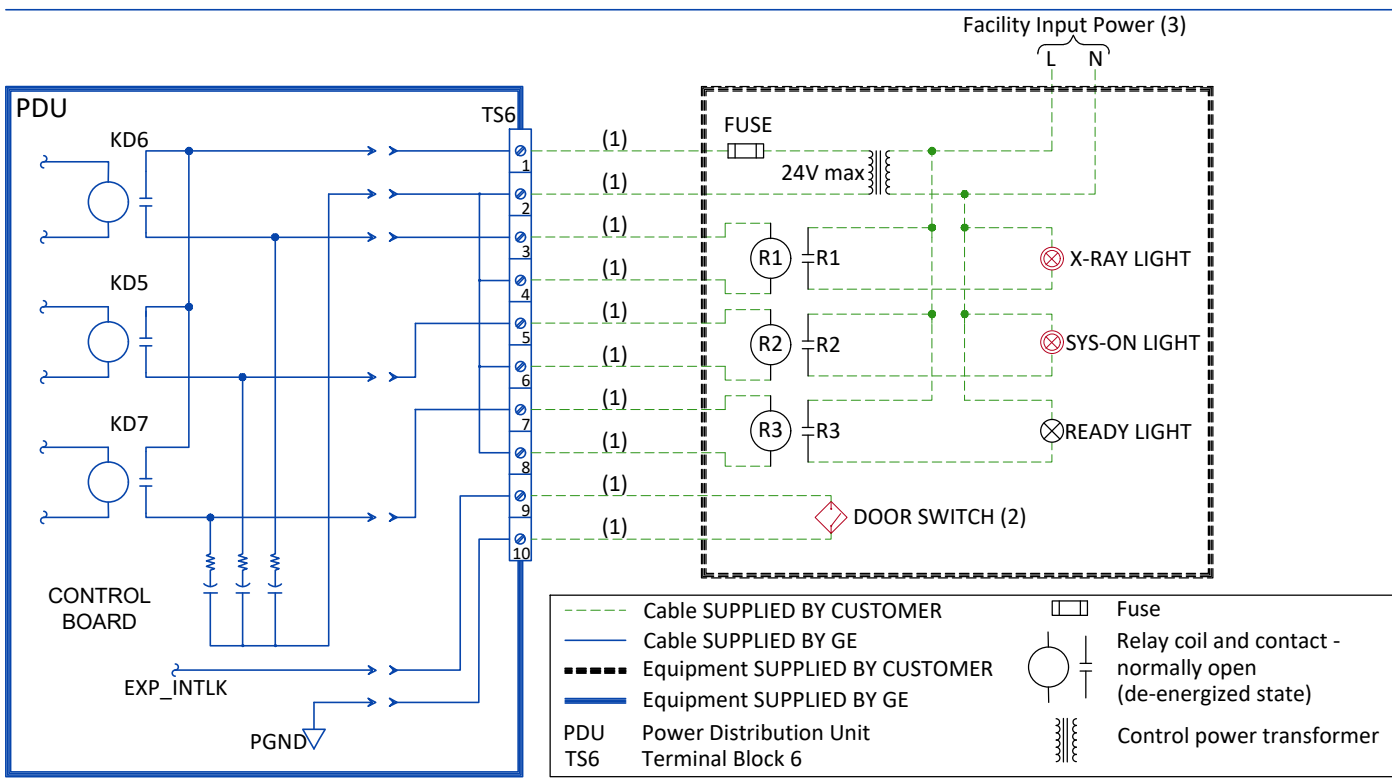 Facility Input Power (3)
L N
PDU
TS6
KD6
FUSE
(1)
1
24V max
(1)
2
(1)
3
R1
R1
X-RAY LIGHT
KD5
(1)
4
(1)
5
R2
R2
SYS-ON LIGHT
(1)
6
KD7
(1)
7
R3
R3
READY LIGHT
(1)
8
(1)
9
DOOR SWITCH (2)
(1)
10
CONTROL
BOARD
EXP_INTLK
PGND
Cable SUPPLIED BY CUSTOMER
Cable SUPPLIED BY GE
Equipment SUPPLIED BY CUSTOMER
Equipment SUPPLIED BY GE
PDU Power Distribution Unit
TS6 Terminal Block 6
Fuse
Relay coil and contact -
normally open
(de-energized state)
Control power transformer